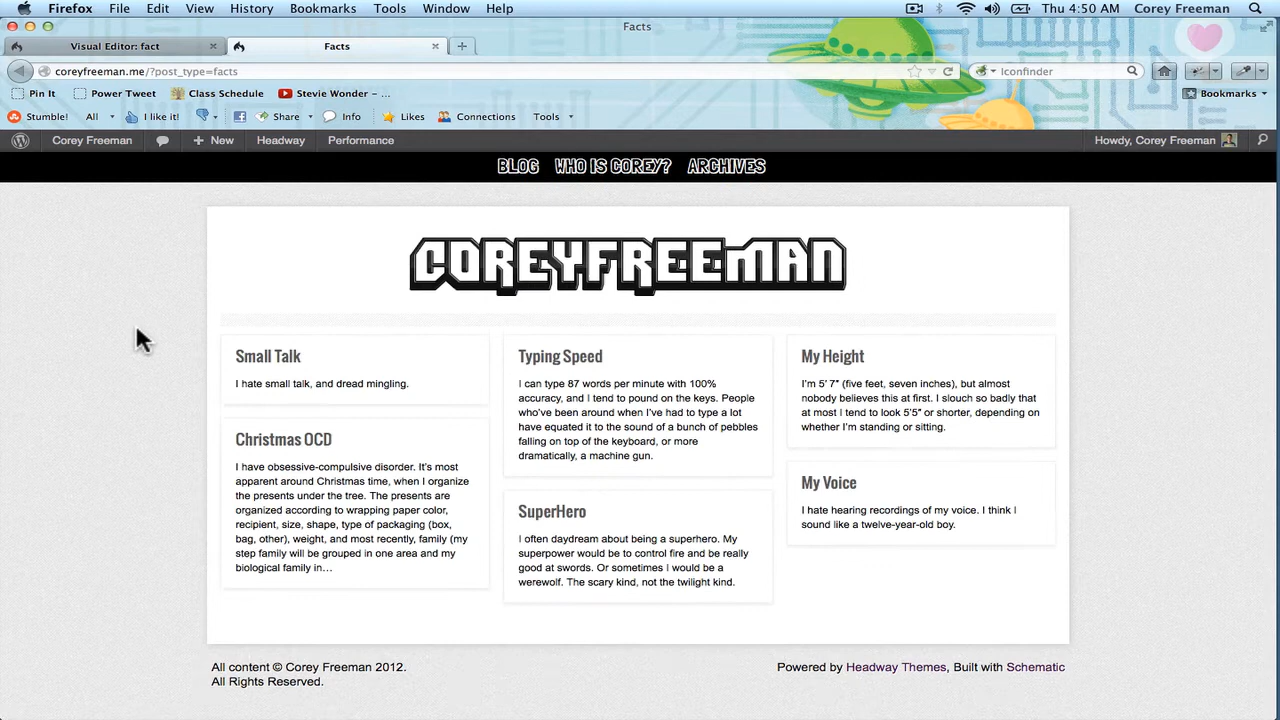 Firefox File Edit View History Bookmarks Tools Window Help Thu 4:50 AM Corey Freeman
Facts
Visual Editor: fact Facts
coreyfreeman.me/?post_type=facts Iconfinder
Pin It Power Tweet Class Schedule Stevie Wonder – ... Bookmarks
Stumble! All I like it! Share Info Likes Connections Tools
Corey Freeman New Headway Performance Howdy, Corey Freeman
BLOG WHO IS COREY? ARCHIVES
COREYFREEMAN
Small Talk
I hate small talk, and dread mingling.
Christmas OCD
I have obsessive-compulsive disorder. It's most
apparent around Christmas time, when I organize
the presents under the tree. The presents are
organized according to wrapping paper color,
recipient, size, shape, type of packaging (box,
bag, other), weight, and most recently, family (my
step family will be grouped in one area and my
biological family in…
Typing Speed
I can type 87 words per minute with 100%
accuracy, and I tend to pound on the keys. People
who've been around when I've had to type a lot
have equated it to the sound of a bunch of pebbles
falling on top of the keyboard, or more
dramatically, a machine gun.
SuperHero
I often daydream about being a superhero. My
superpower would be to control fire and be really
good at swords. Or sometimes I would be a
werewolf. The scary kind, not the twilight kind.
My Height
I'm 5' 7″ (five feet, seven inches), but almost
nobody believes this at first. I slouch so badly that
at most I tend to look 5'5″ or shorter, depending on
whether I'm standing or sitting.
My Voice
I hate hearing recordings of my voice. I think I
sound like a twelve-year-old boy.
All content © Corey Freeman 2012.
All Rights Reserved.
Powered by Headway Themes, Built with Schematic